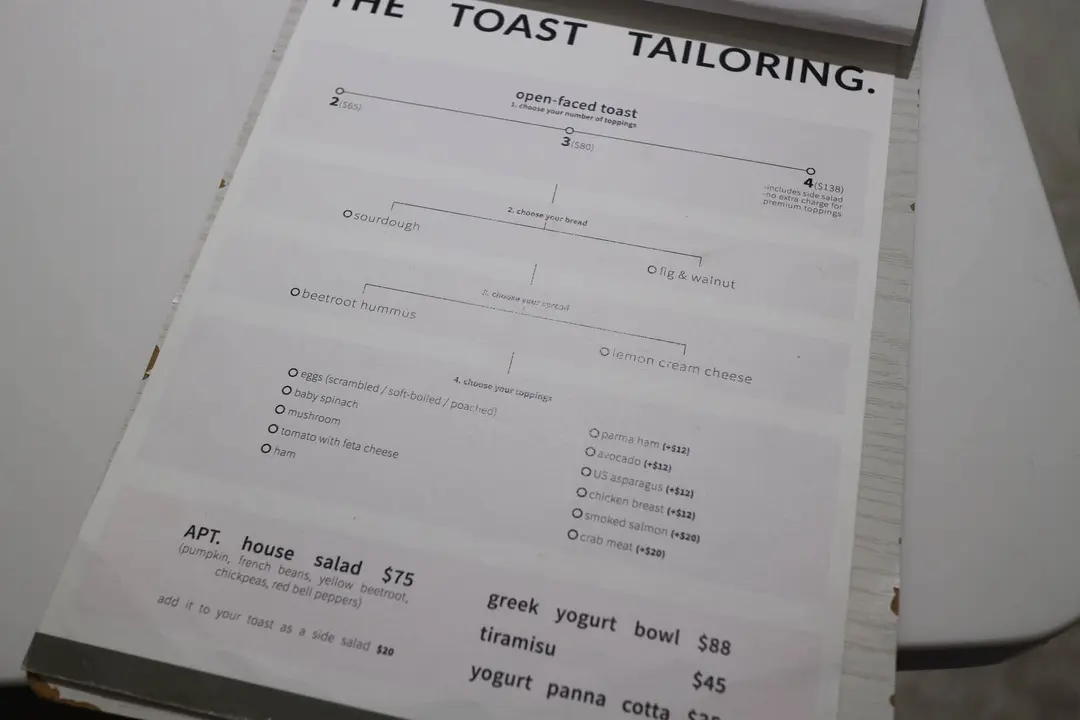 THE TOAST TAILORING.
open-faced toast
1. choose your number of toppings
2 ($65)
3 ($80)
4 ($138)
-includes side salad
-no extra charge for
premium toppings
2. choose your bread
sourdough
fig & walnut
3. choose your spread
beetroot hummus
lemon cream cheese
4. choose your toppings
eggs (scrambled / soft-boiled / poached)
baby spinach
mushroom
tomato with feta cheese
ham
parma ham (+$12)
avocado (+$12)
US asparagus (+$12)
chicken breast (+$12)
smoked salmon (+$20)
crab meat (+$20)
APT. house salad $75
(pumpkin, french beans, yellow beetroot,
chickpeas, red bell peppers)
add it to your toast as a side salad $20
greek yogurt bowl $88
tiramisu $45
yogurt panna cotta